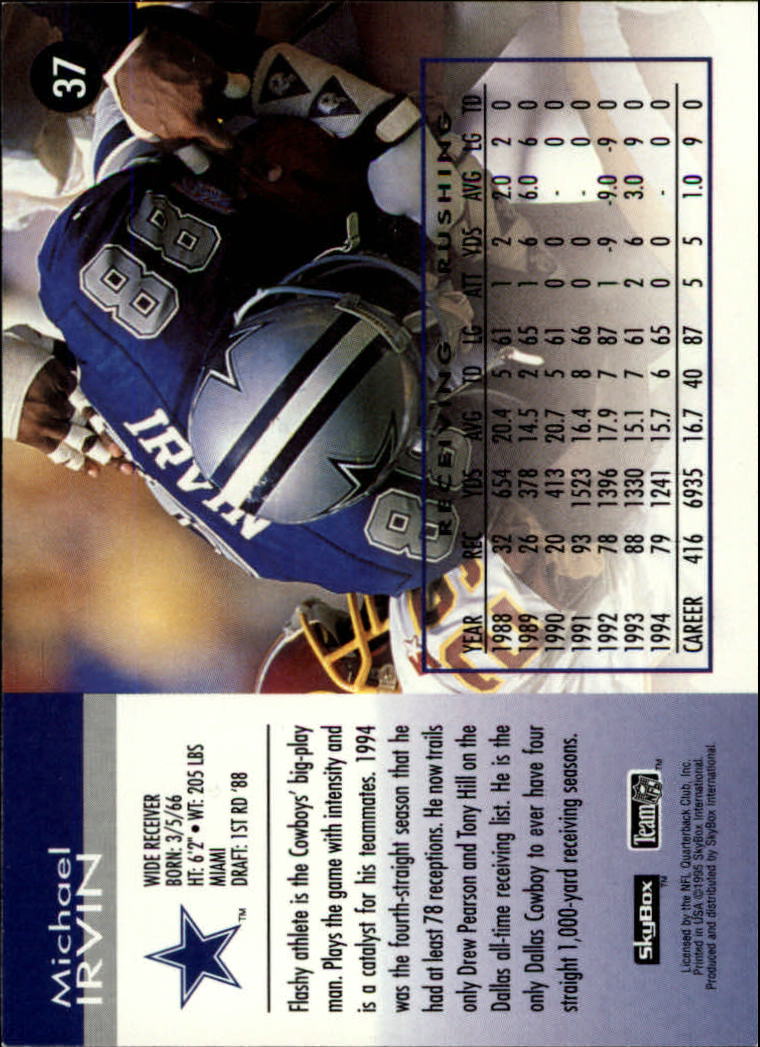 Michael
IRVIN
WIDE RECEIVER
BORN: 3/5/66
HT: 6'2" • WT: 205 LBS
MIAMI
DRAFT: 1ST RD '88
TM
Flashy athlete is the Cowboys' big-play
man. Plays the game with intensity and
is a catalyst for his teammates. 1994
was the fourth-straight season that he
had at least 78 receptions. He now trails
only Drew Pearson and Tony Hill on the
Dallas all-time receiving list. He is the
only Dallas Cowboy to ever have four
straight 1,000-yard receiving seasons.
SkyBox TM
Team NFL TM
Licensed by the NFL Quarterback Club, Inc.
Printed in USA ©1995 SkyBox International.
Produced and distributed by SkyBox International.
37
88
IRVIN
88
RECEIVING RUSHING
YEAR REC YDS AVG TD LG ATT YDS AVG LG TD
1988 32 654 20.4 5 61 1 2 2.0 2 0
1989 26 378 14.5 2 65 1 6 6.0 6 0
1990 20 413 20.7 5 61 0 0 - 0 0
1991 93 1523 16.4 8 66 0 0 - 0 0
1992 78 1396 17.9 7 87 1 -9 -9.0 -9 0
1993 88 1330 15.1 7 61 2 6 3.0 9 0
1994 79 1241 15.7 6 65 0 0 - 0 0
CAREER 416 6935 16.7 40 87 5 5 1.0 9 0